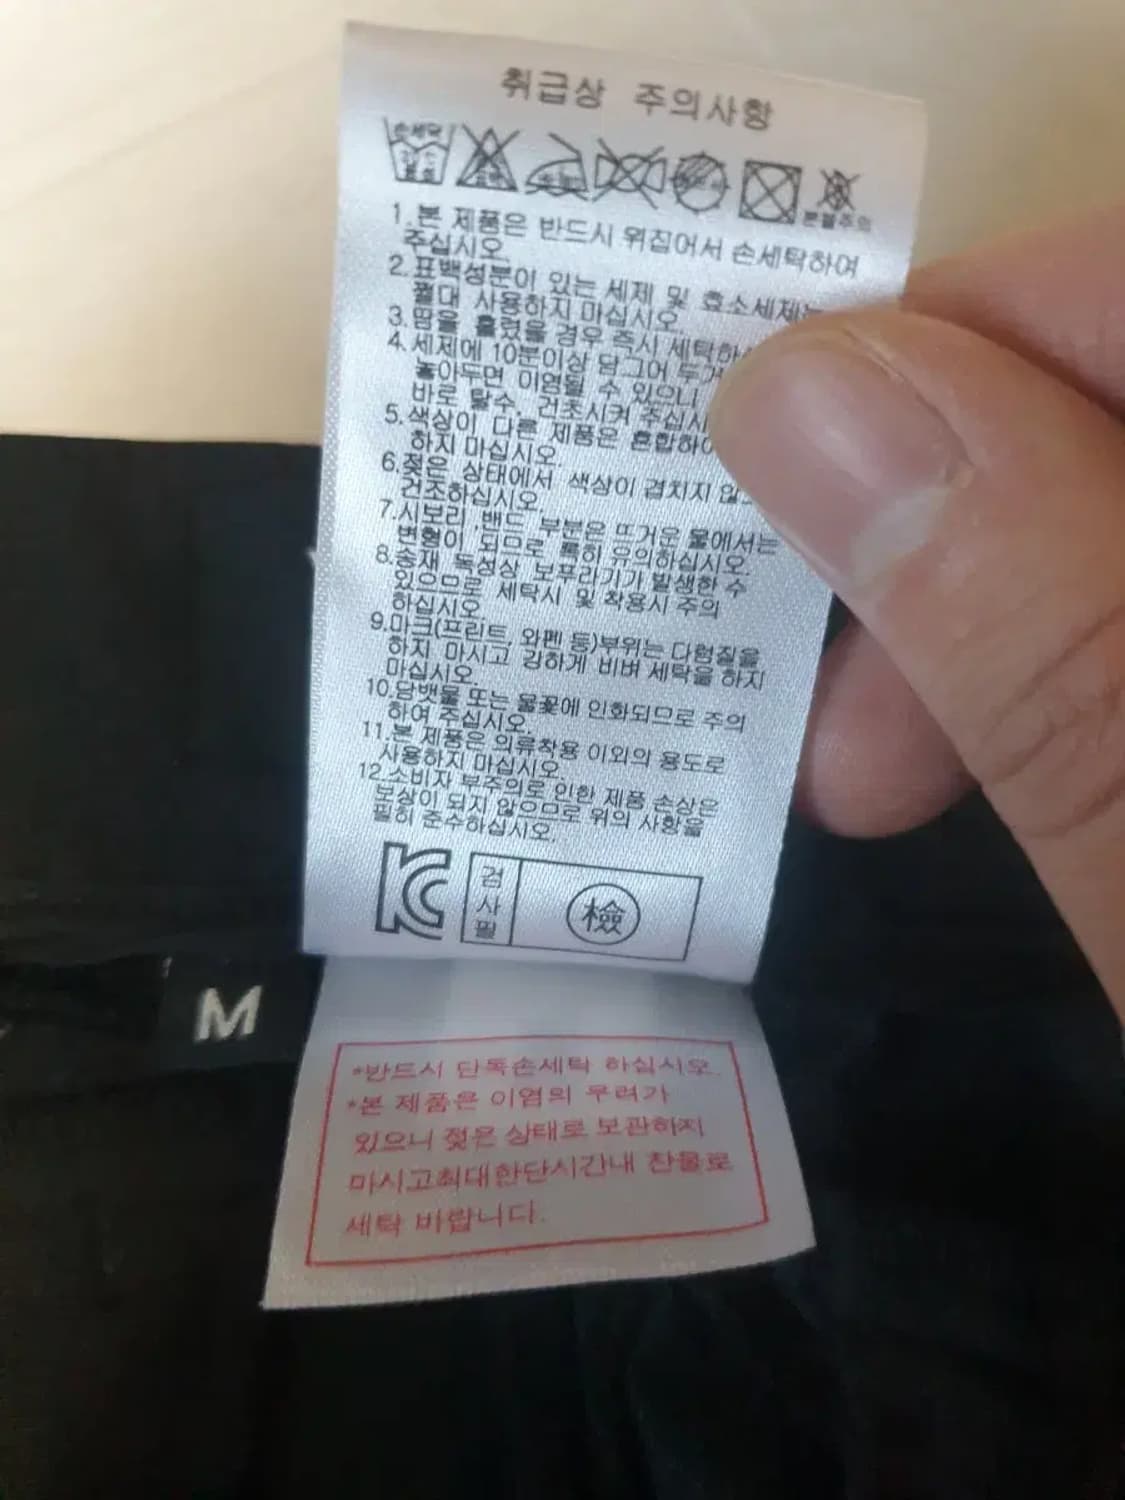 취급상 주의사항
손세탁
분별주의
1.본 제품은 반드시 뒤집어서 손세탁하여
주십시오.
2.표백성분이 있는 세제 및 효소세제는
절대 사용하지 마십시오.
3.땀을 흘렸을 경우 즉시 세탁하
4.세제에 10분이상 담그어 두거
놓아두면 이염될 수 있으니
바로 탈수, 건조시켜 주십시
5.색상이 다른 제품은 혼합하여
하지 마십시오.
6.젖은 상태에서 색상이 겹치지 않
건조하십시오.
7.시보리,밴드 부분은 뜨거운 물에서는
변형이 되므로 특히 유의하십시오.
8.소재 특성상 보푸라기가 발생할 수
있으므로 세탁시 및 착용시 주의
하십시오.
9.마크(프린트, 와펜 등)부위는 다림질을
하지 마시고 강하게 비벼 세탁을 하지
마십시오.
10.담뱃불 또는 불꽃에 인화되므로 주의
하여 주십시오.
11.본 제품은 의류착용 이외의 용도로
사용하지 마십시오.
12.소비자 부주의로 인한 제품 손상은
보상이 되지 않으므로 위의 사항을
필히 준수하십시오.
KC 검사필 檢
M
*반드시 단독손세탁 하십시오.
*본 제품은 이염의 우려가
있으니 젖은 상태로 보관하지
마시고최대한단시간내 찬물로
세탁 바랍니다.